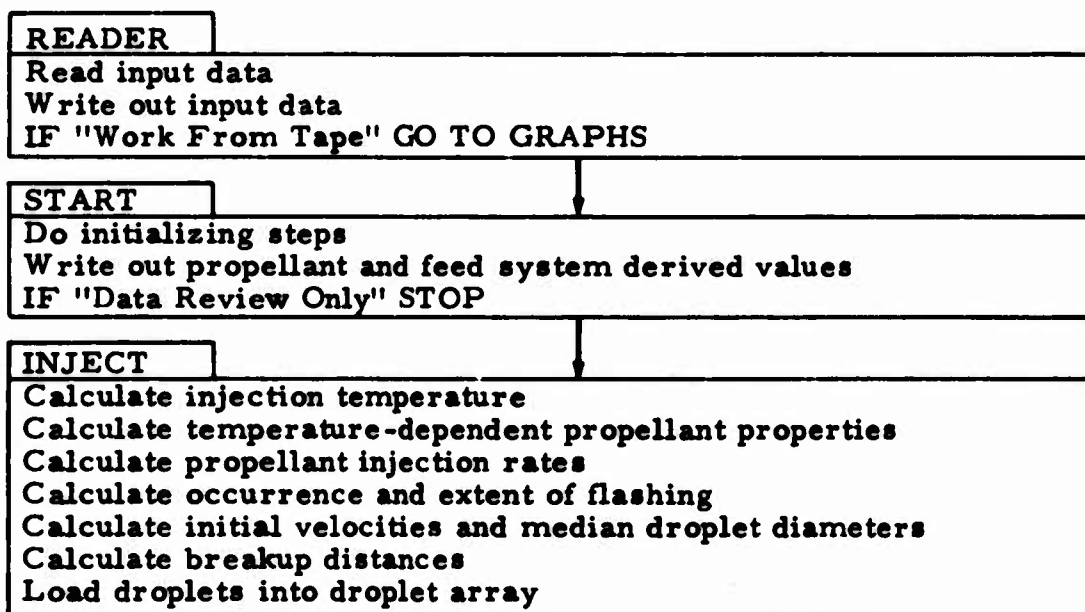 READER
Read input data
Write out input data
IF "Work From Tape" GO TO GRAPHS
START
Do initializing steps
Write out propellant and feed system derived values
IF "Data Review Only" STOP
INJECT
Calculate injection temperature
Calculate temperature-dependent propellant properties
Calculate propellant injection rates
Calculate occurrence and extent of flashing
Calculate initial velocities and median droplet diameters
Calculate breakup distances
Load droplets into droplet array